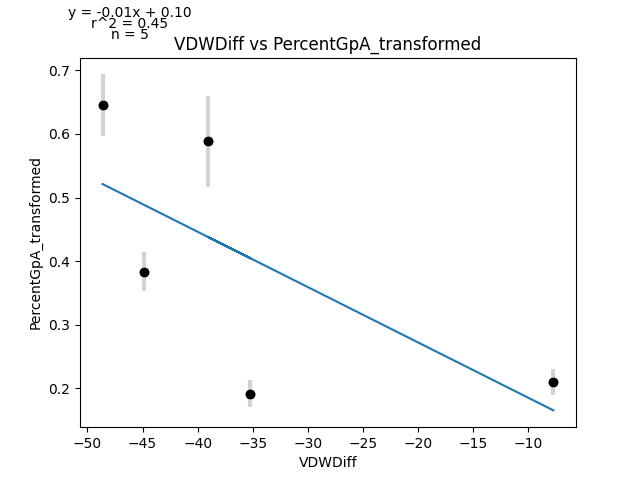 y = -0.01x + 0.10
r^2 = 0.45
n = 5
VDWDiff vs PercentGpA_transformed
0.7
0.6
0.5
0.4
0.3
0.2
PercentGpA_transformed
−50 −45 −40 −35 −30 −25 −20 −15 −10
VDWDiff